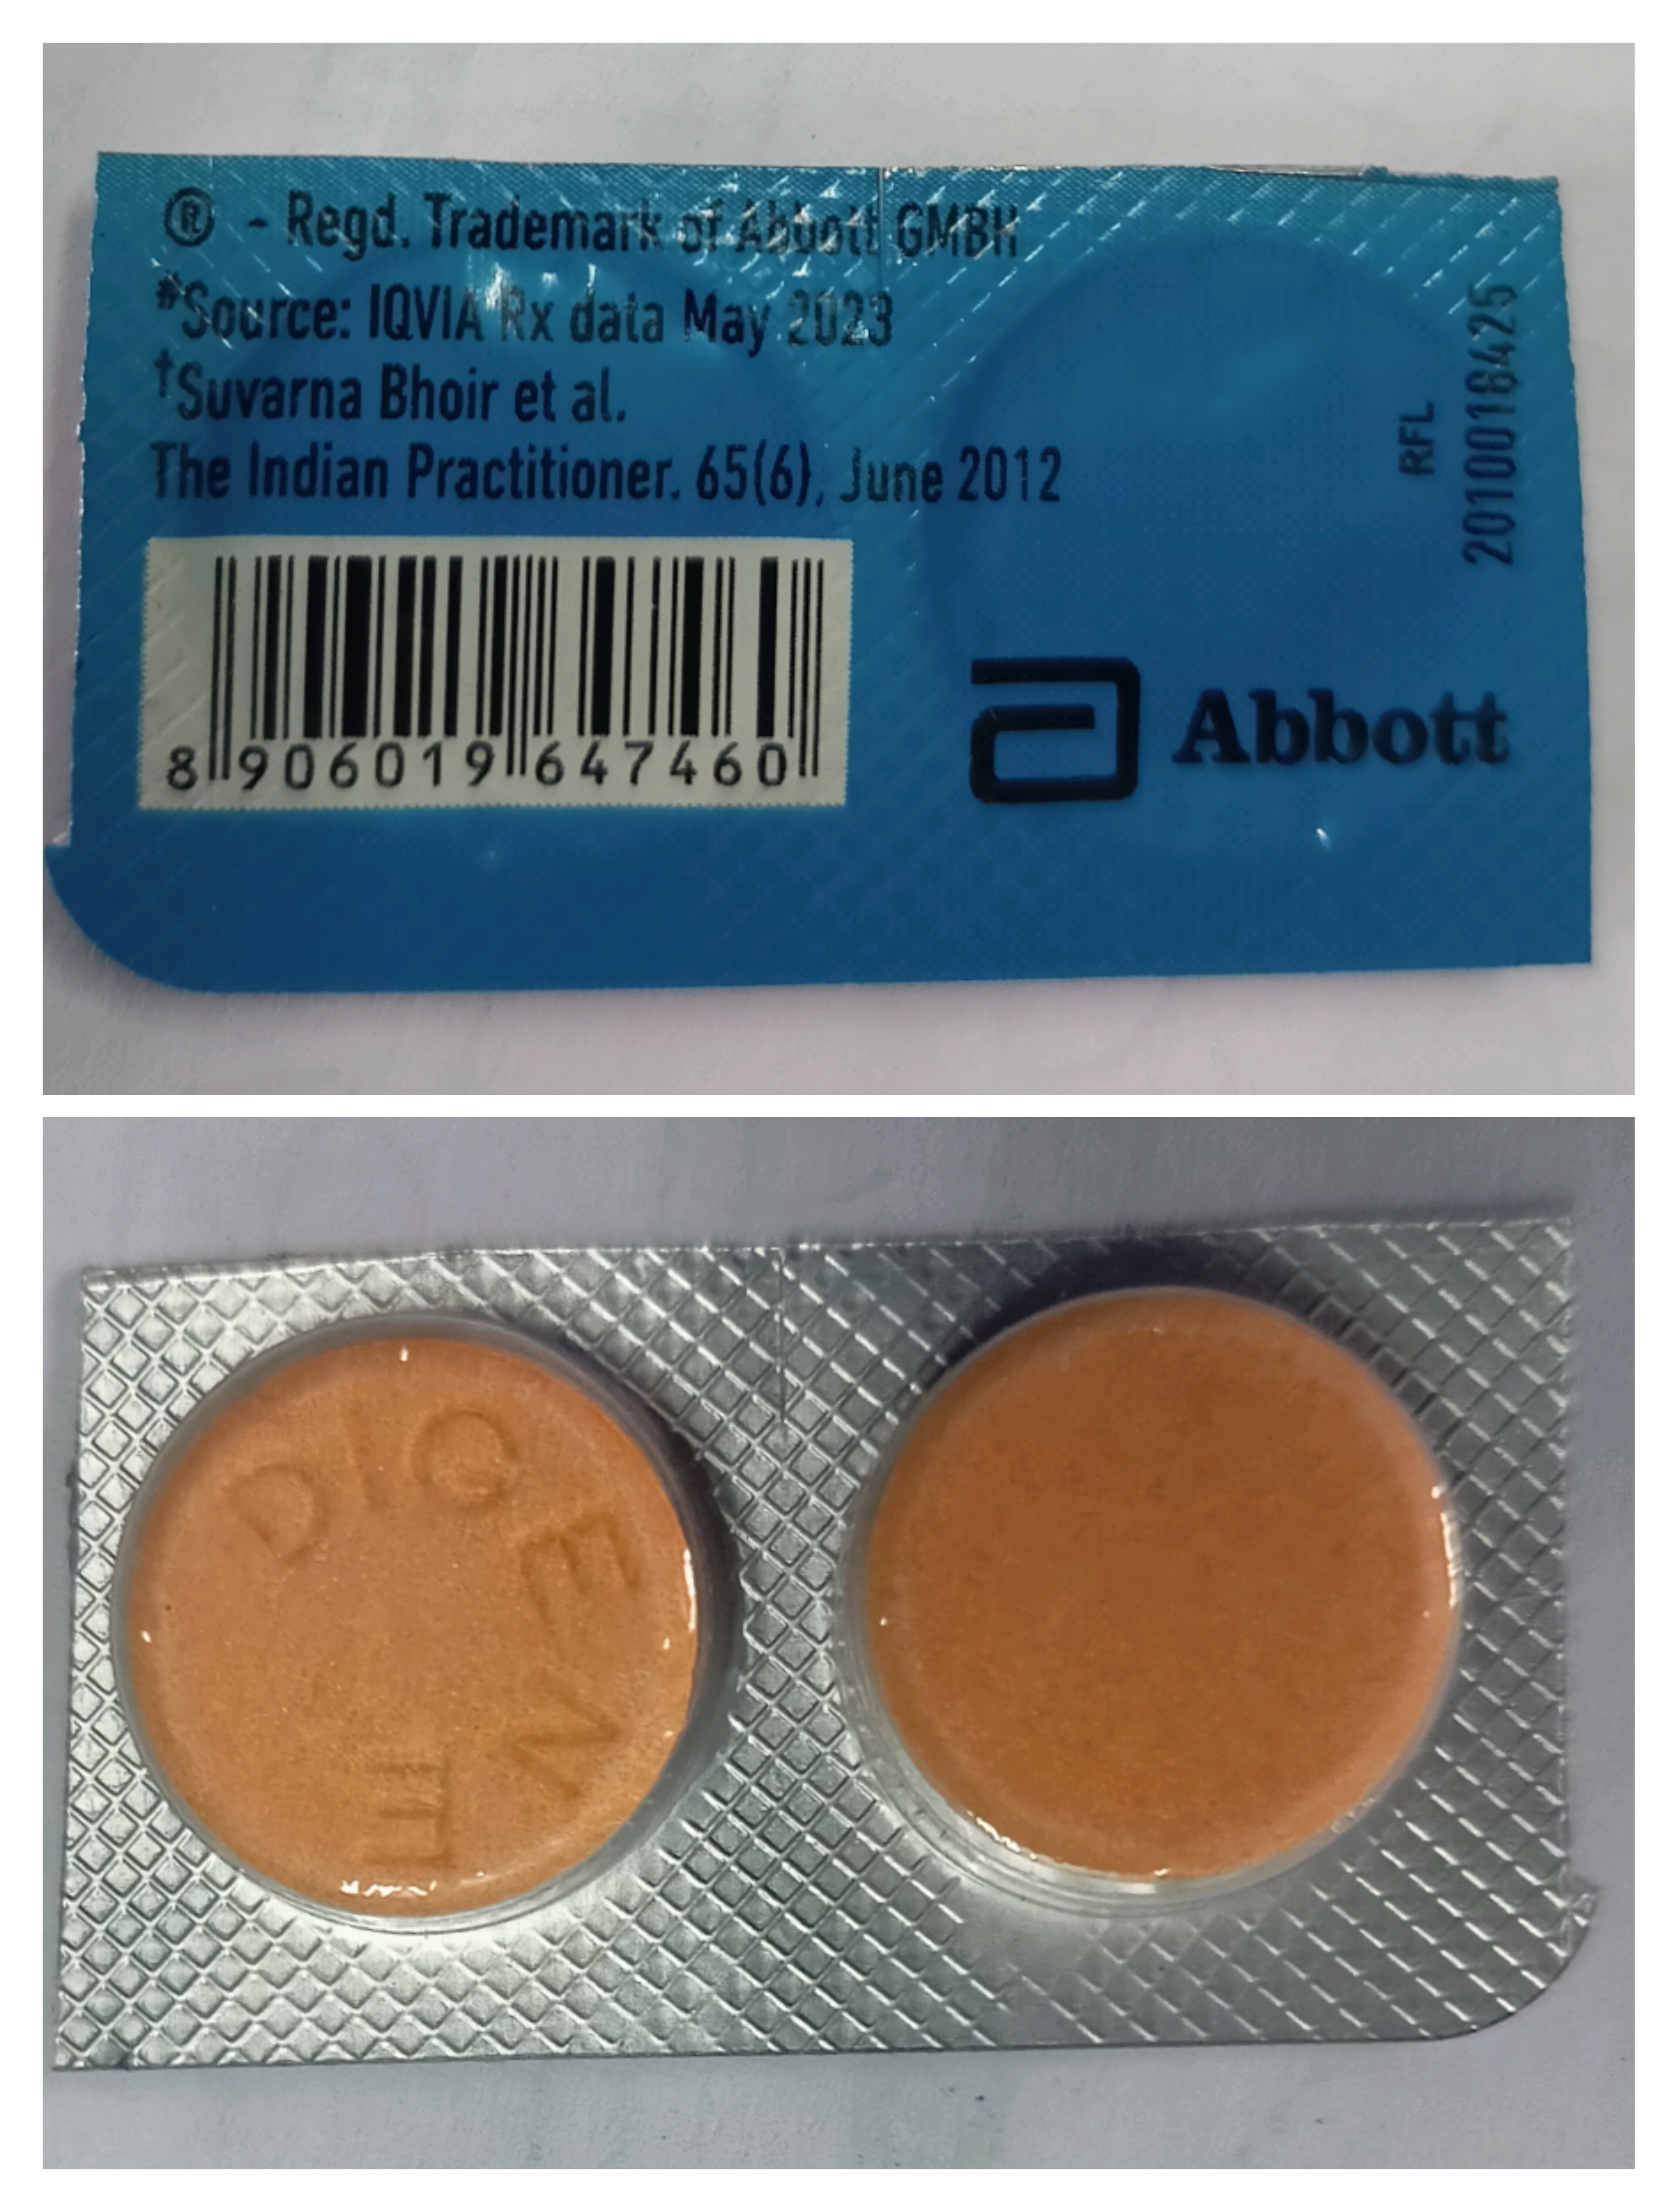 ® - Regd. Trademark of Abbott GMBH
#Source: IQVIA Rx data May 2023
†Suvarna Bhoir et al.
The Indian Practitioner. 65(6), June 2012
8 906019 647460
Abbott
RFL
2010018425
DIGENE